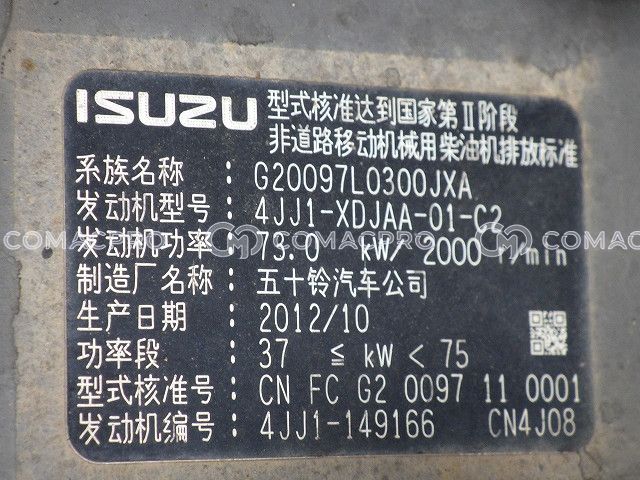 ISUZU 型式核准达到国家第Ⅱ阶段
非道路移动机械用柴油机排放标准
系族名称 : G20097L0300JXA
发动机型号: 4JJ1-XDJAA-01-C2
发动机功率: 73.0 kW/ 2000 r/min
制造厂名称: 五十铃汽车公司
生产日期 : 2012/10
功率段 : 37 ≤ kW < 75
型式核准号: CN FC G2 0097 11 0001
发动机编号: 4JJ1-149166 CN4J08
COMACPRO COMACPRO COMACPRO